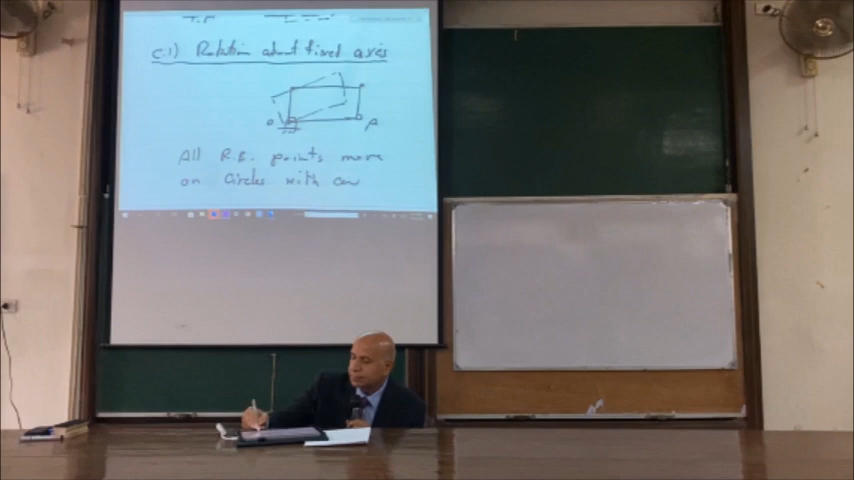 c.1) Rotation about fixed axis
O
A
All R.B. points move
on Circles with cen